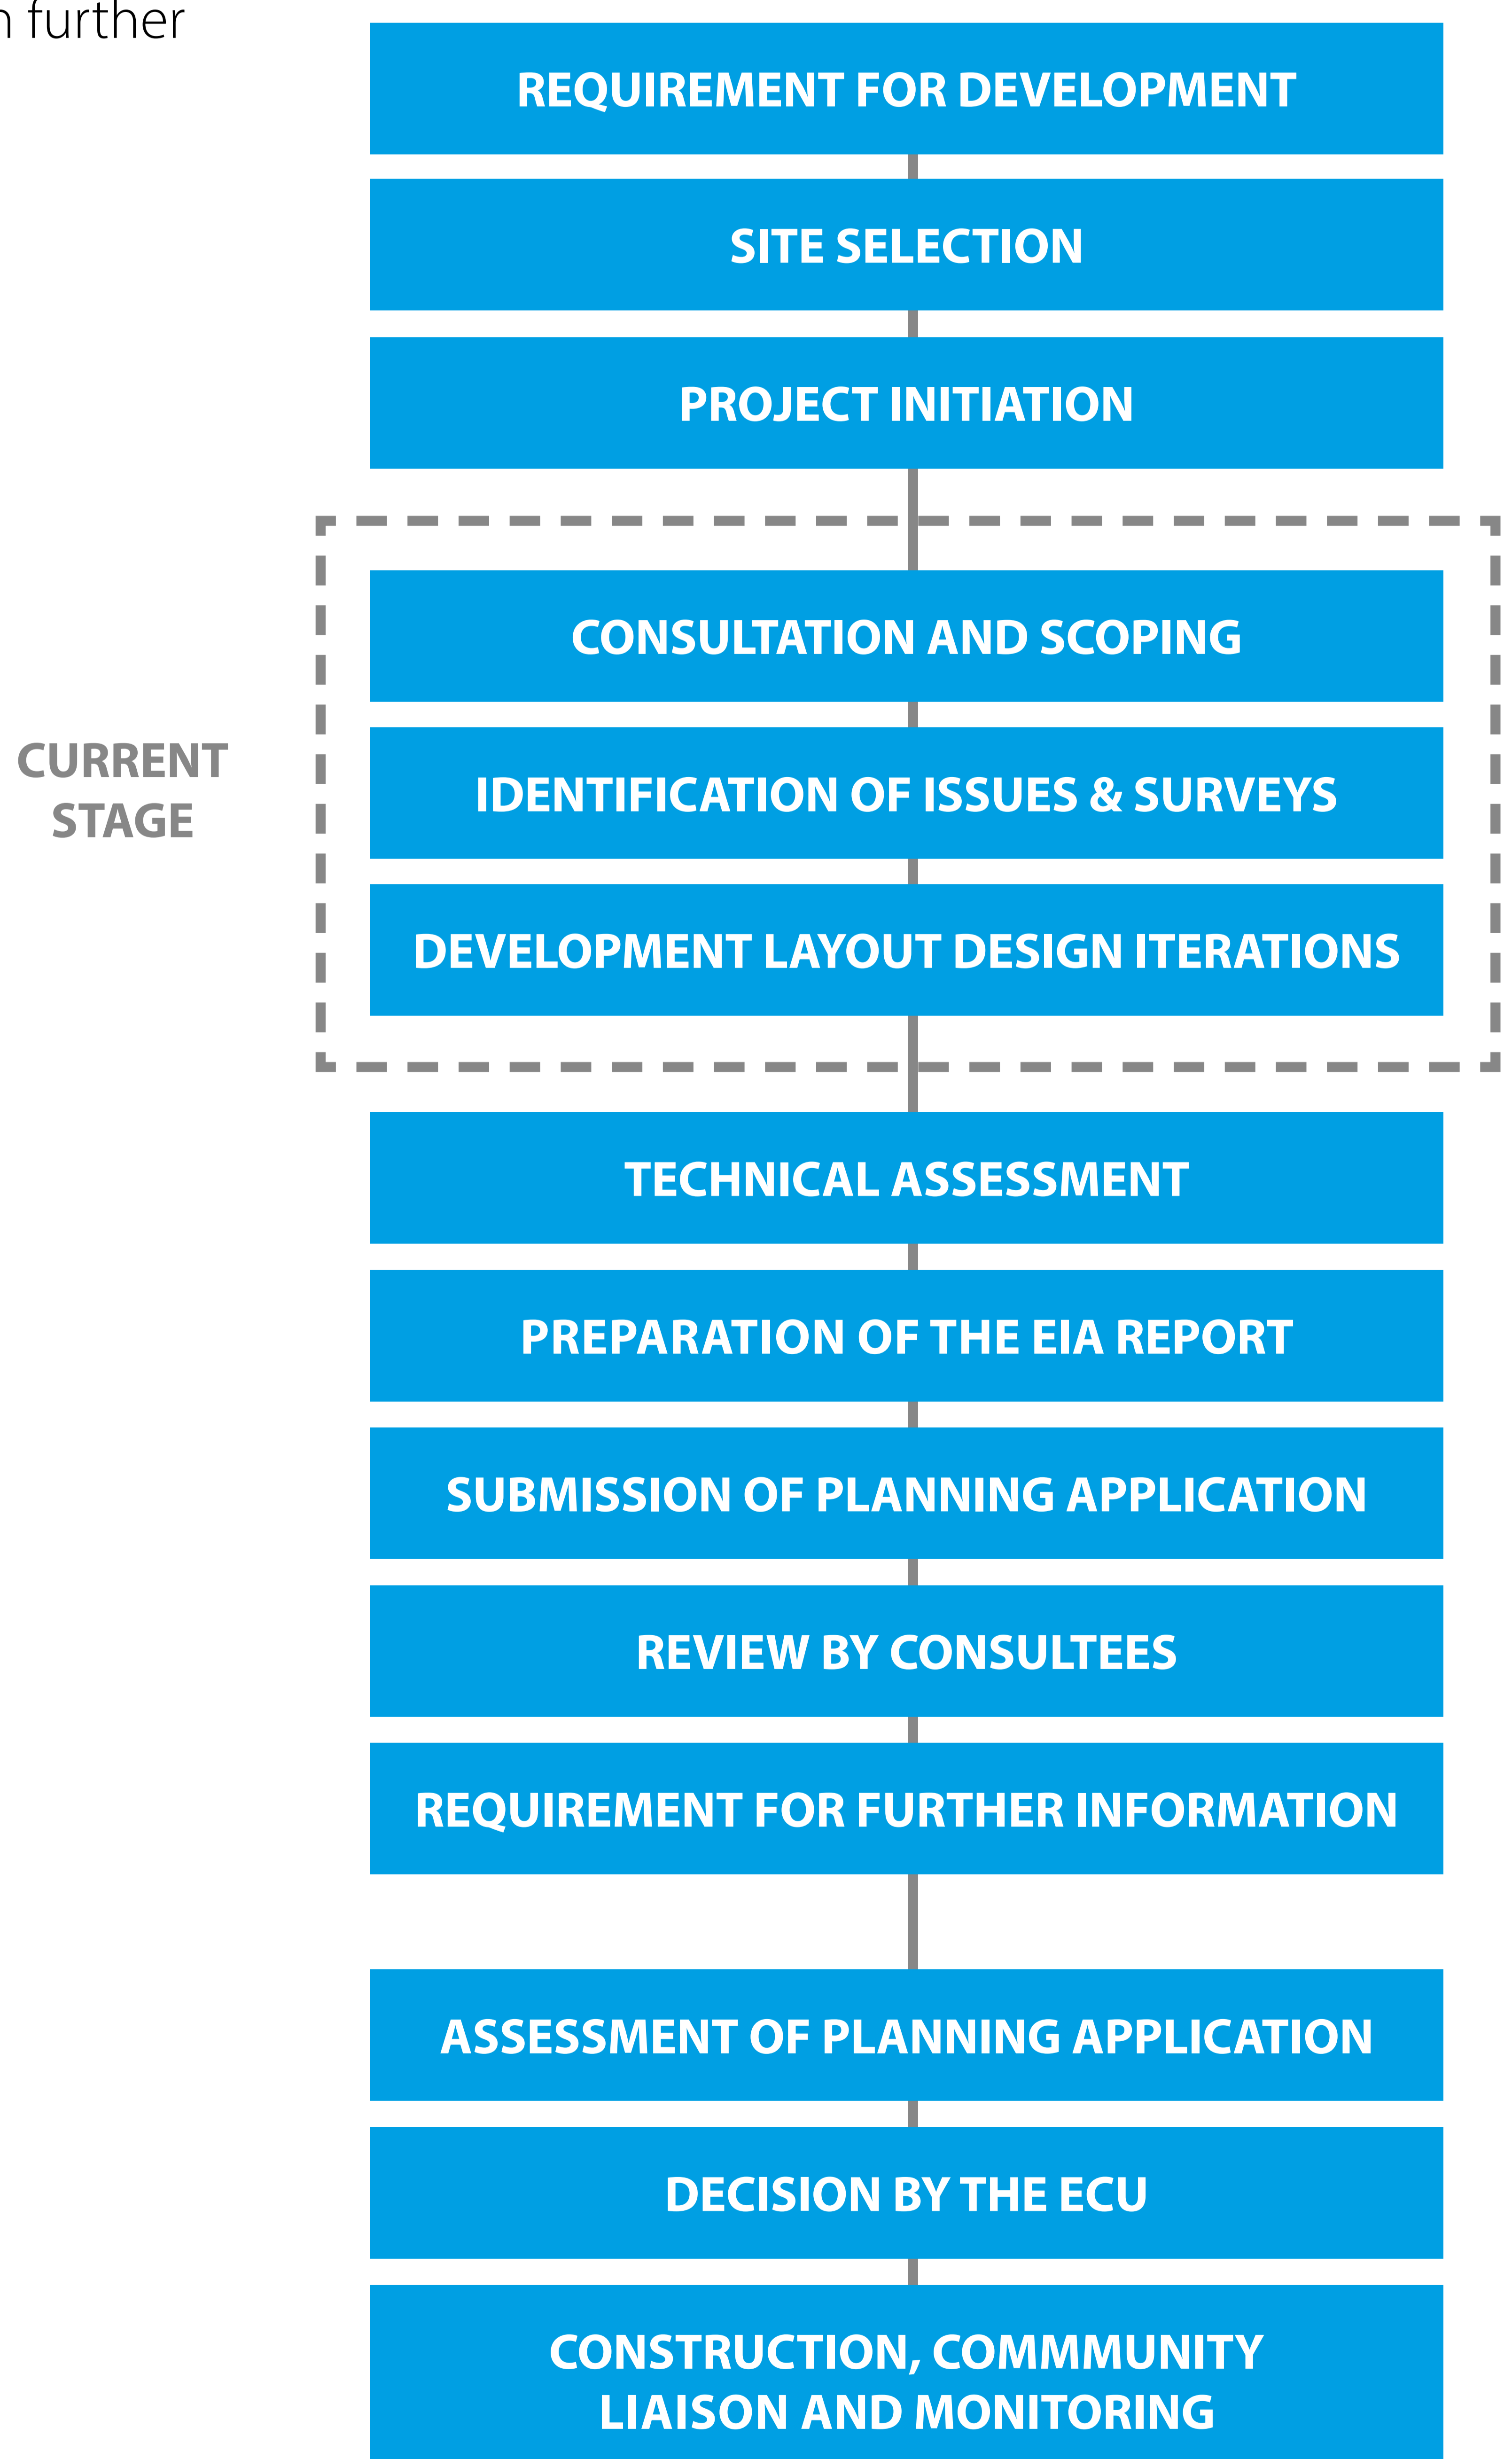 further
REQUIREMENT FOR DEVELOPMENT
SITE SELECTION
PROJECT INITIATION
CONSULTATION AND SCOPING
CURRENT
STAGE
IDENTIFICATION OF ISSUES & SURVEYS
DEVELOPMENT LAYOUT DESIGN ITERATIONS
TECHNICAL ASSESSMENT
PREPARATION OF THE EIA REPORT
SUBMISSION OF PLANNING APPLICATION
REVIEW BY CONSULTEES
REQUIREMENT FOR FURTHER INFORMATION
ASSESSMENT OF PLANNING APPLICATION
DECISION BY THE ECU
CONSTRUCTION, COMMMUNITY
LIAISON AND MONITORING